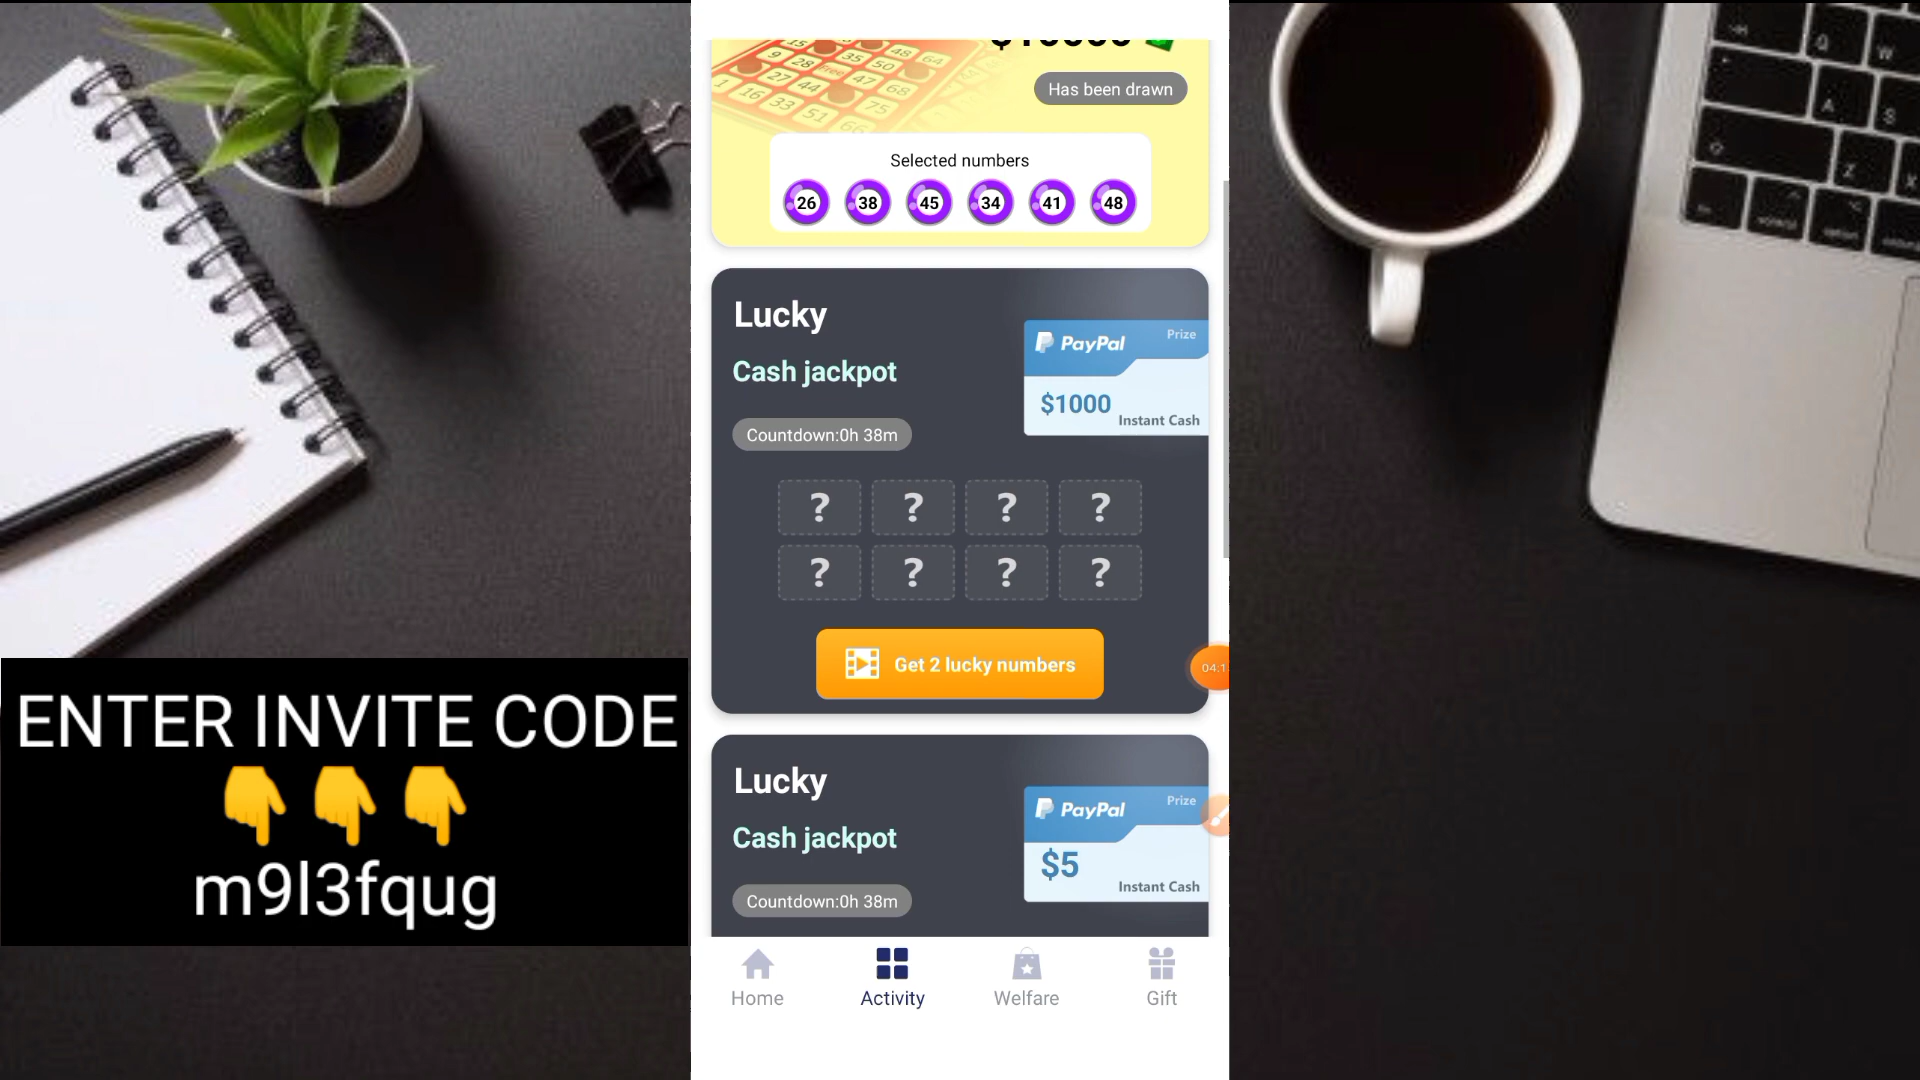 Has been drawn
Selected numbers
26 38 45 34 41 48
Lucky
Cash jackpot
Countdown:0h 38m
PayPal
Prize
$1000
Instant Cash
? ? ? ?
? ? ? ?
Get 2 lucky numbers
Lucky
Cash jackpot
Countdown:0h 38m
PayPal
Prize
$5
Instant Cash
Home Activity Welfare Gift
ENTER INVITE CODE
👇👇👇
m9l3fqug